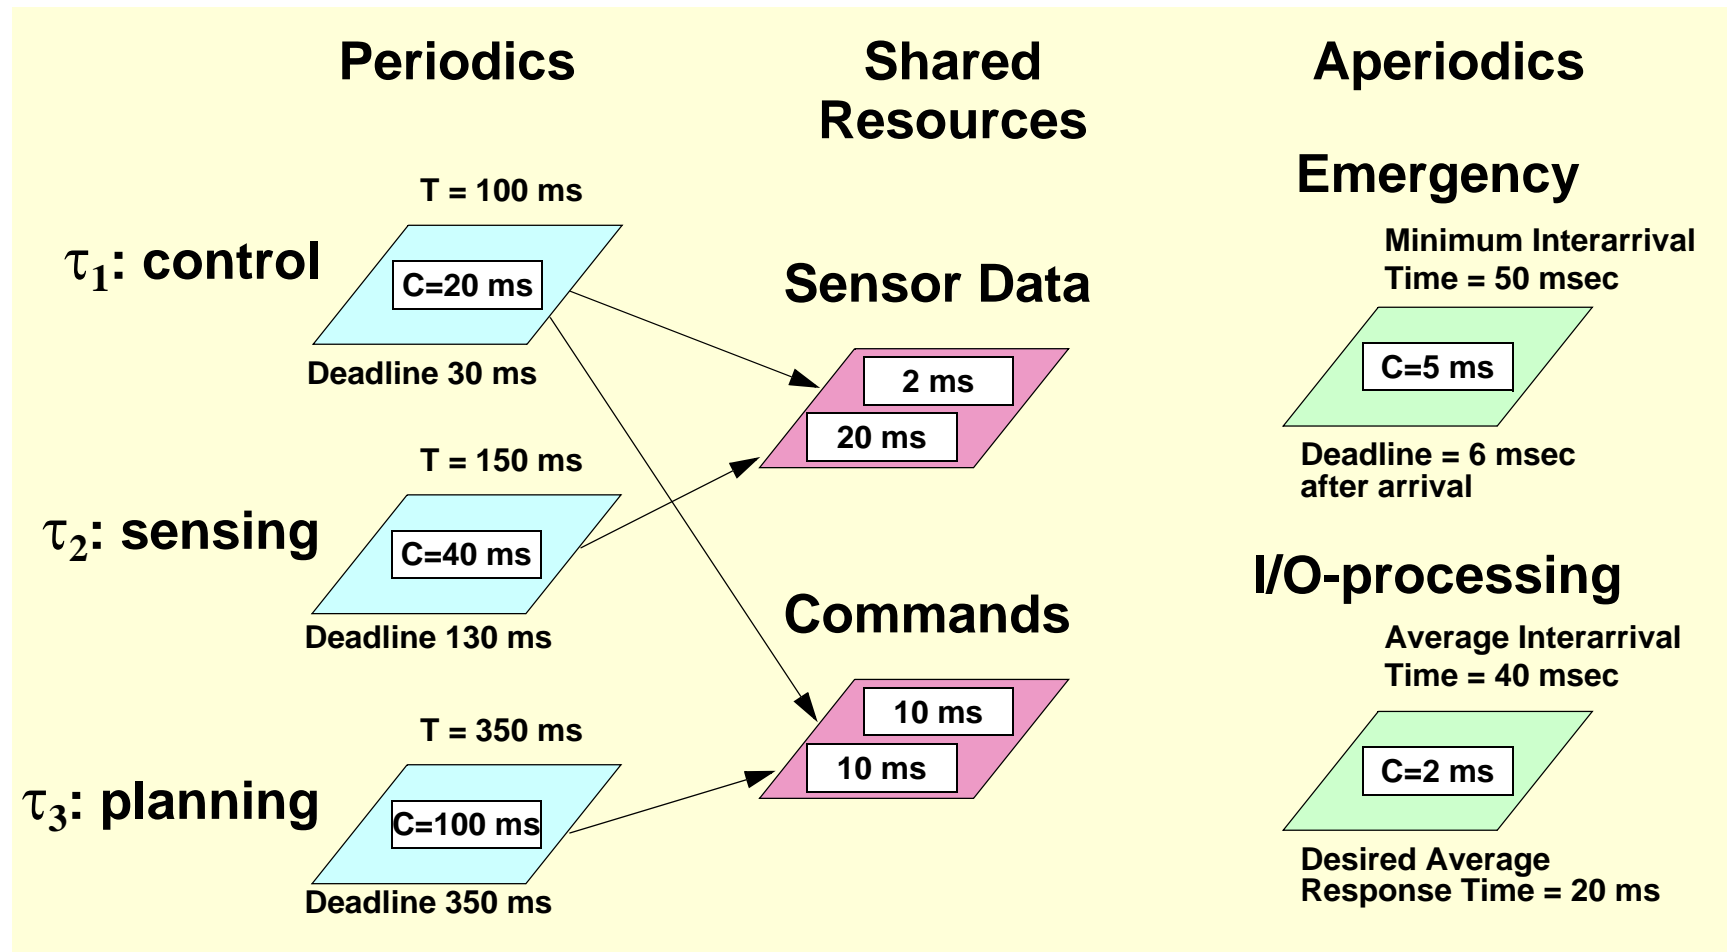 Periodics
Shared
Resources
Aperiodics
T = 100 ms
τ1: control
C=20 ms
Deadline 30 ms
T = 150 ms
τ2: sensing
C=40 ms
Deadline 130 ms
T = 350 ms
τ3: planning
C=100 ms
Deadline 350 ms
Sensor Data
2 ms
20 ms
Commands
10 ms
10 ms
Emergency
Minimum Interarrival
Time = 50 msec
C=5 ms
Deadline = 6 msec
after arrival
I/O-processing
Average Interarrival
Time = 40 msec
C=2 ms
Desired Average
Response Time = 20 ms